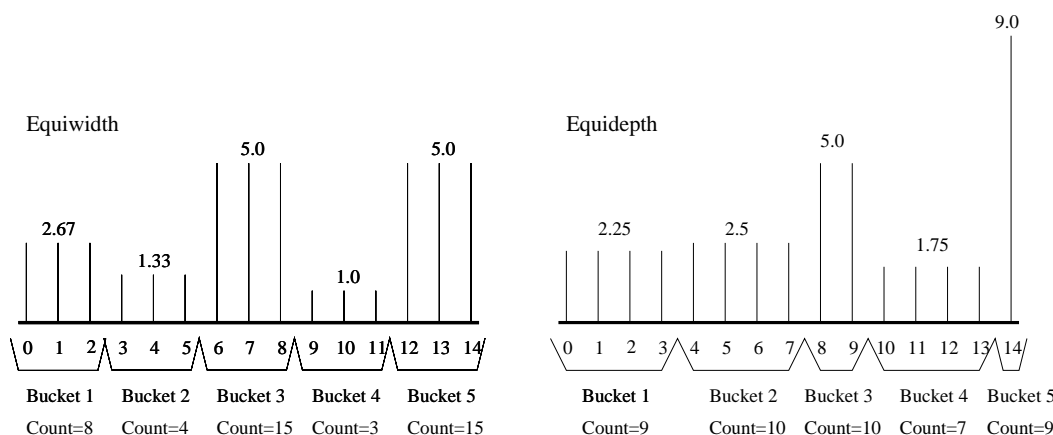 9.0
Equiwidth
Equidepth
5.0 5.0
5.0
2.67
2.25 2.5
1.33
1.75
1.0
0 1 2 3 4 5 6 7 8 9 10 11 12 13 14
0 1 2 3 4 5 6 7 8 9 10 11 12 13 14
Bucket 1 Bucket 2 Bucket 3 Bucket 4 Bucket 5
Bucket 1 Bucket 2 Bucket 3 Bucket 4 Bucket 5
Count=8 Count=4 Count=15 Count=3 Count=15
Count=9 Count=10 Count=10 Count=7 Count=9